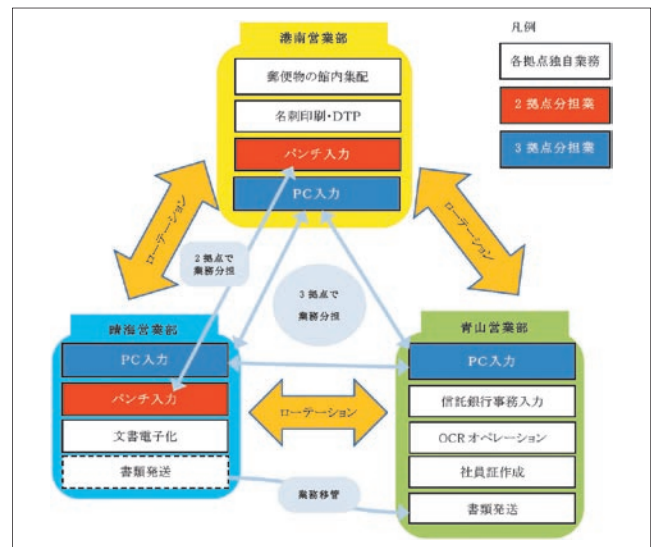 港南営業部
郵便物の館内集配
名刺印刷・DTP
パンチ入力
PC入力
凡例
各拠点独自業務
2拠点分担業
3拠点分担業
ローテーション
ローテーション
2拠点で
業務分担
3拠点で
業務分担
晴海営業部
PC入力
パンチ入力
文書電子化
書類発送
ローテーション
業務移管
青山営業部
PC入力
信託銀行事務入力
OCRオペレーション
社員証作成
書類発送